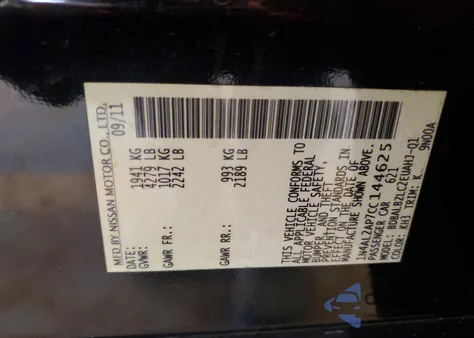 MFD BY NISSAN MOTOR CO., LTD.
DATE: 09/11
GVWR: 1941 KG
4279 LB
GAWR FR: 1017 KG
2242 LB
GAWR RR: 993 KG
2189 LB
THIS VEHICLE CONFORMS TO
ALL APPLICABLE FEDERAL
MOTOR VEHICLE SAFETY,
BUMPER, AND THEFT
PREVENTION STANDARDS IN
EFFECT ON THE DATE OF
MANUFACTURE SHOWN ABOVE.
1N4AL2AP7CC144625
PASSENGER CAR 621
MODEL: BDBALBZLCZEUAHJ-Q1
COLOR: KH3 TRIM: K 9N00A